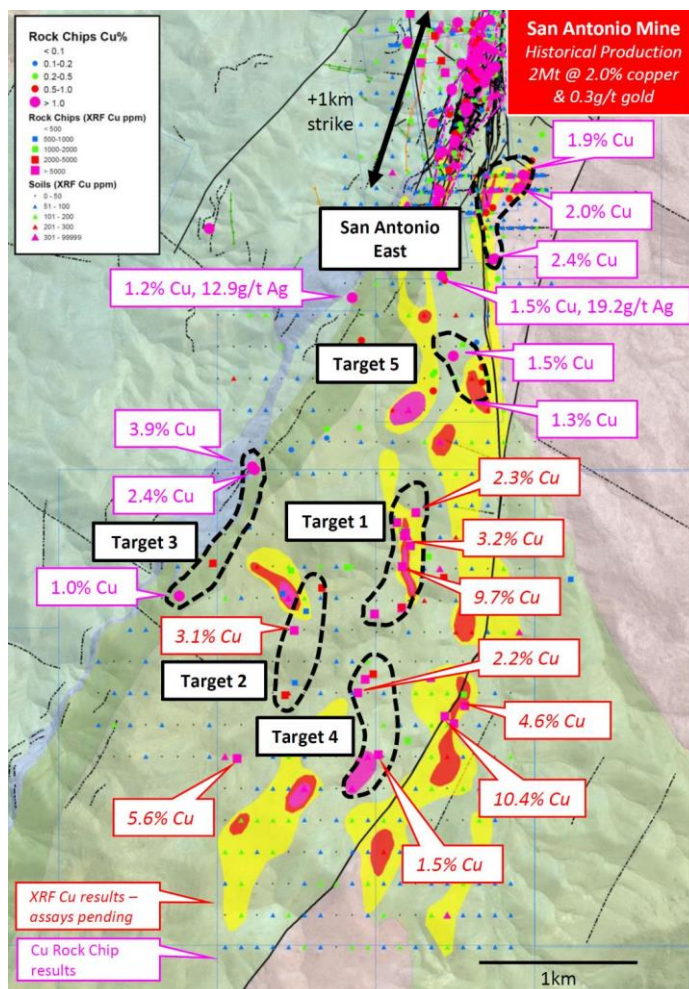 Rock Chips Cu%
< 0.1
0.1-0.2
0.2-0.5
0.5-1.0
> 1.0
Rock Chips (XRF Cu ppm)
< 500
500-1000
1000-2000
2000-5000
> 5000
Soils (XRF Cu ppm)
0 - 50
51 - 100
101 - 200
201 - 300
301 - 99999
San Antonio Mine
Historical Production
2Mt @ 2.0% copper
& 0.3g/t gold
+1km
strike
1.9% Cu
2.0% Cu
San Antonio
East
2.4% Cu
1.2% Cu, 12.9g/t Ag
1.5% Cu, 19.2g/t Ag
Target 5
1.5% Cu
1.3% Cu
3.9% Cu
2.4% Cu
2.3% Cu
Target 1
Target 3
3.2% Cu
1.0% Cu
9.7% Cu
3.1% Cu
2.2% Cu
Target 2
4.6% Cu
Target 4
5.6% Cu
10.4% Cu
1.5% Cu
XRF Cu results –
assays pending
Cu Rock Chip
results
1km